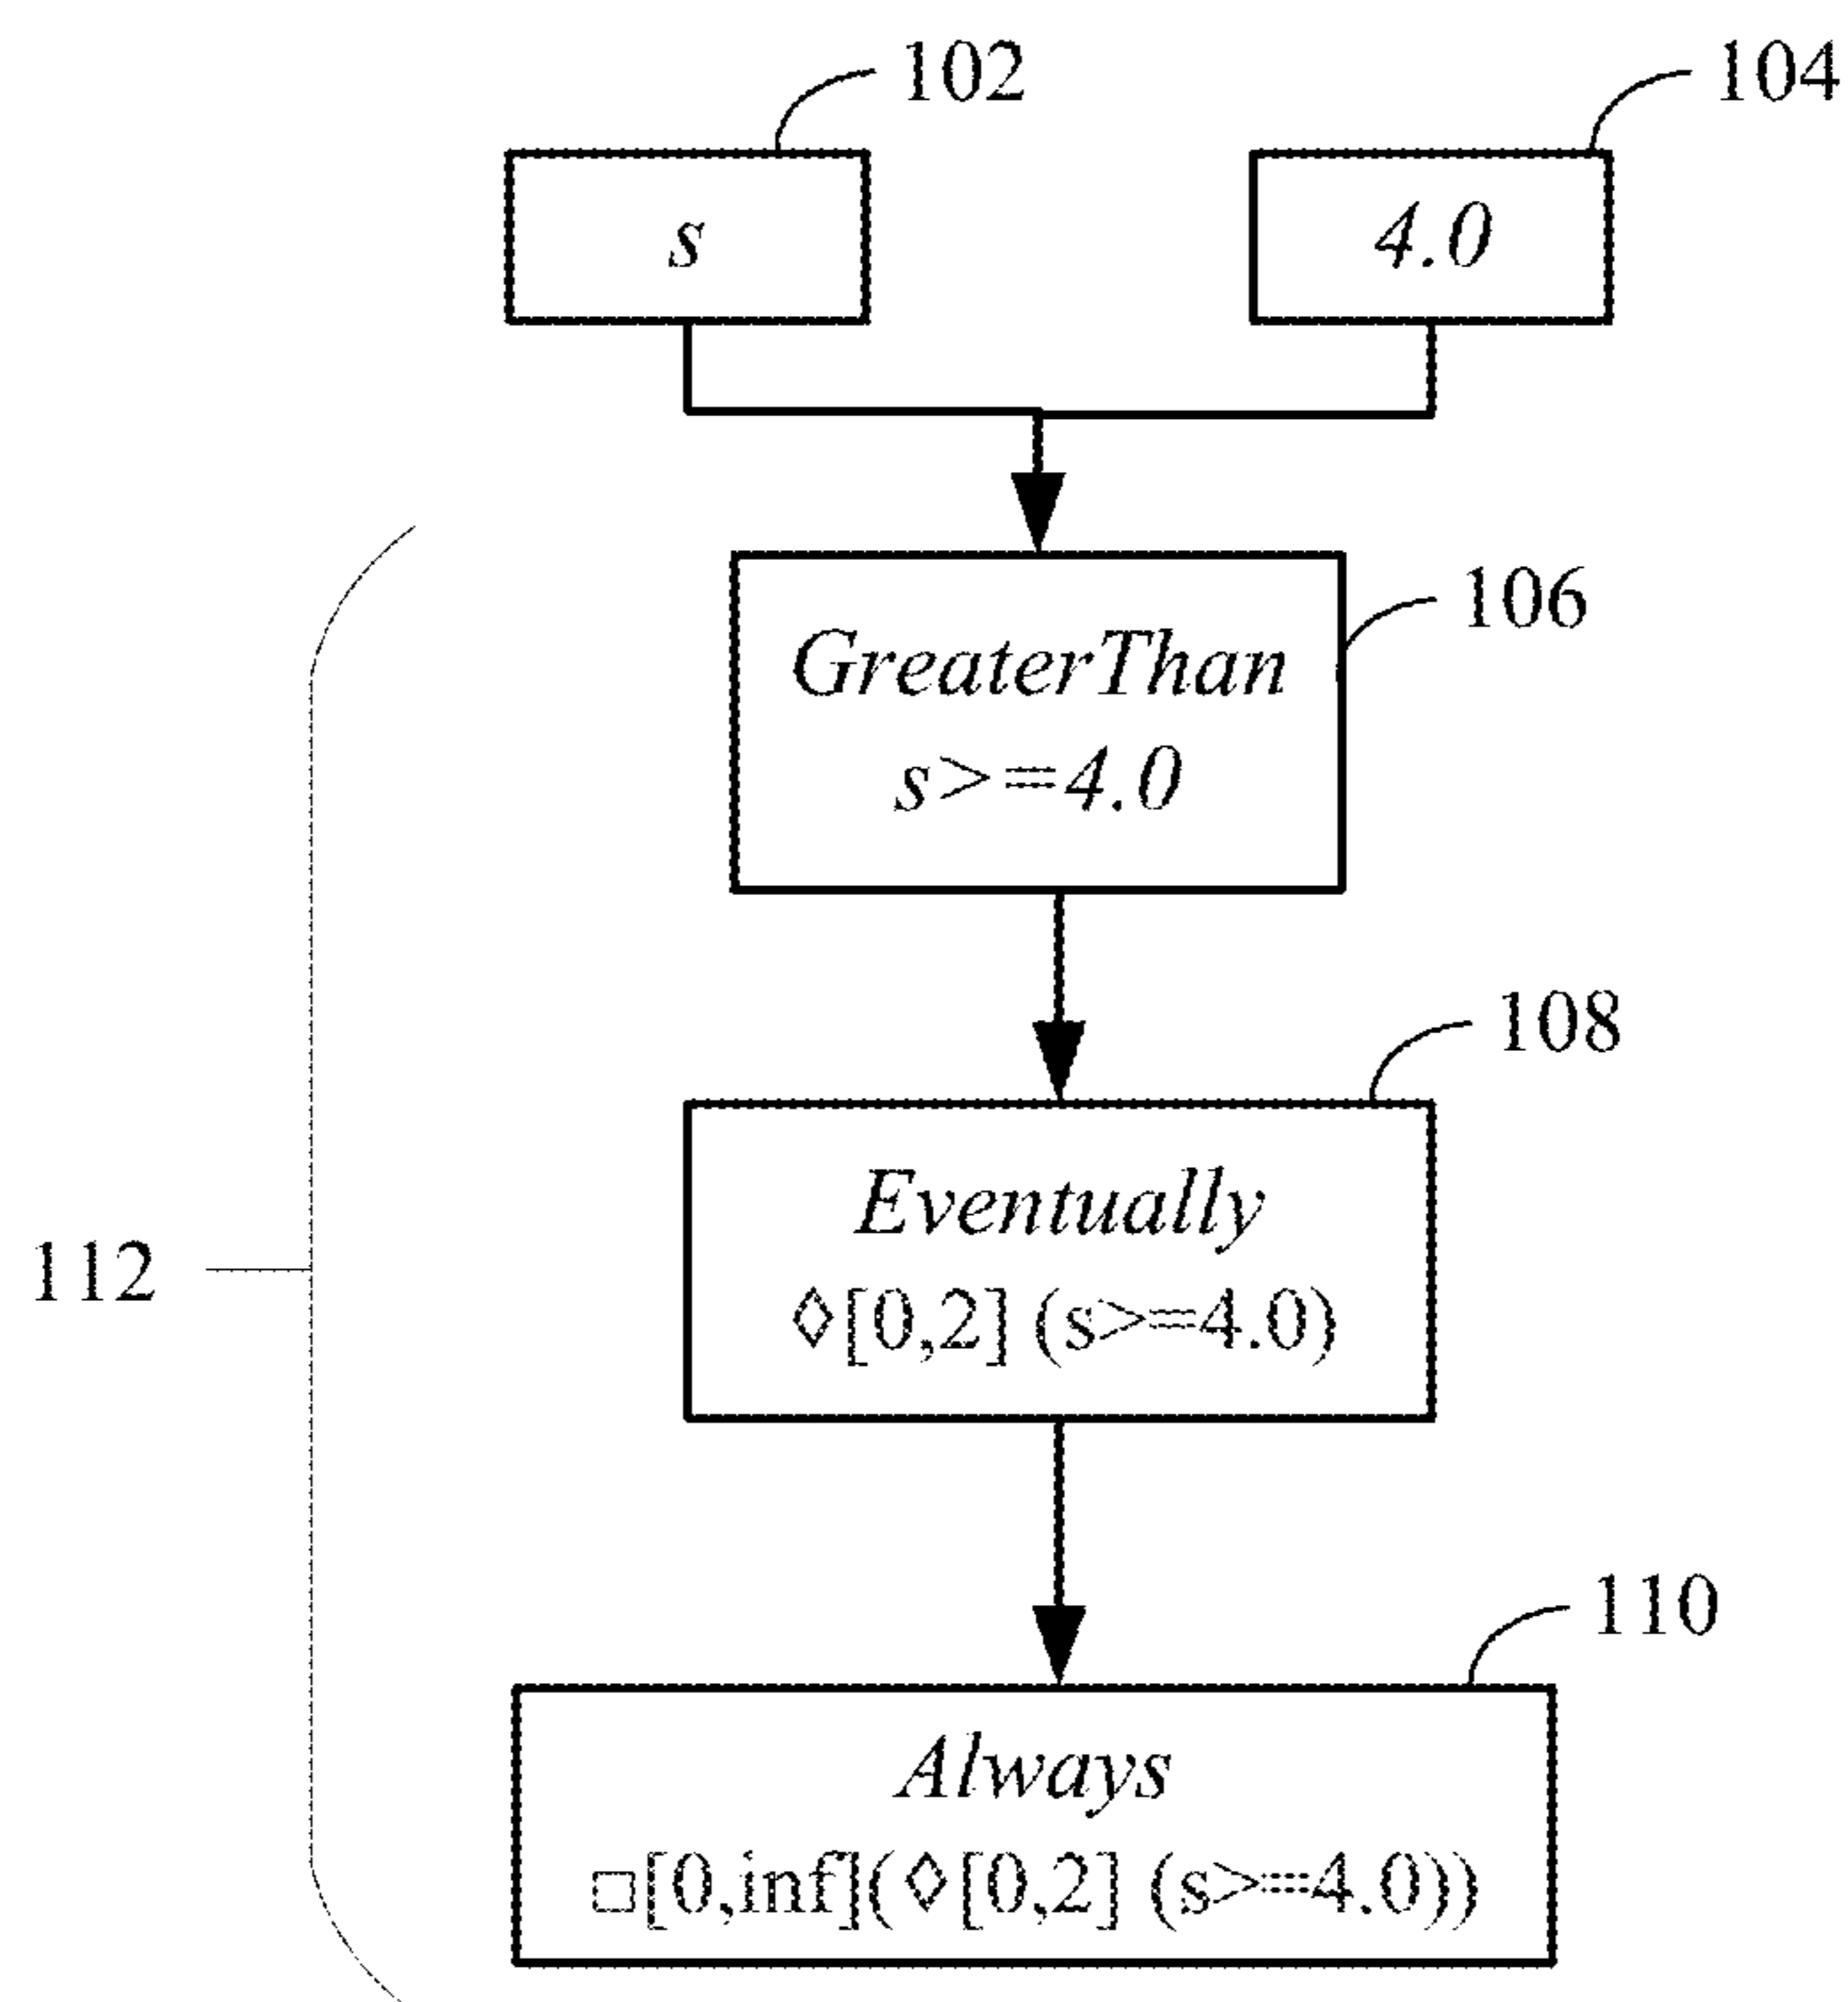 102
104
s
4.0
106
GreaterThan
s>=4.0
108
Eventually
◊[0,2] (s>=4.0)
112
110
Always
□[0,inf](◊[0,2] (s>=4.0))